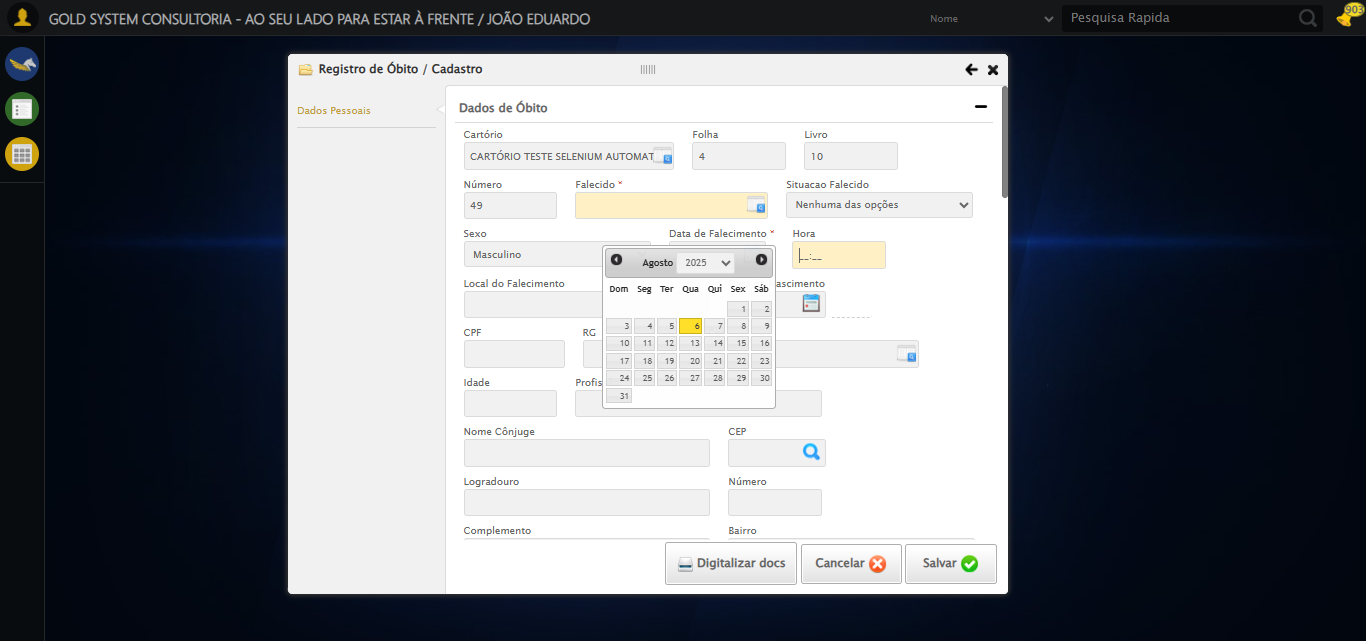 GOLD SYSTEM CONSULTORIA - AO SEU LADO PARA ESTAR À FRENTE / JOÃO EDUARDO
Nome
Pesquisa Rapida
903
Registro de Óbito / Cadastro
Dados Pessoais
Dados de Óbito
Cartório Folha Livro
CARTÓRIO TESTE SELENIUM AUTOMAT 4 10
Número Falecido * Situacao Falecido
49 Nenhuma das opções
Sexo Data de Falecimento * Hora
Masculino __:__
Agosto 2025
Local do Falecimento
Dom Seg Ter Qua Qui Sex Sáb
1 2
3 4 5 6 7 8 9
CPF RG
10 11 12 13 14 15 16
17 18 19 20 21 22 23
24 25 26 27 28 29 30
31
Idade
Nome Cônjuge CEP
Logradouro Número
Complemento Bairro
Digitalizar docs Cancelar Salvar